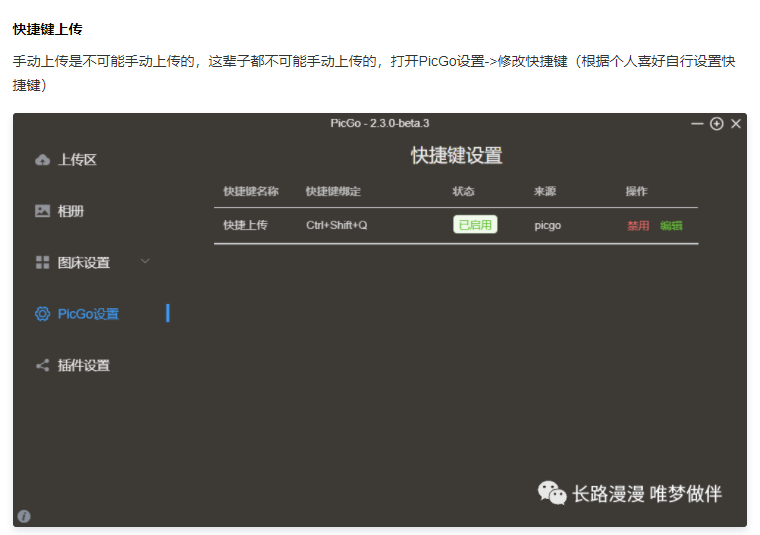 快捷键上传
手动上传是不可能手动上传的，这辈子都不可能手动上传的，打开PicGo设置->修改快捷键（根据个人喜好自行设置快
捷键）
PicGo - 2.3.0-beta.3
上传区
快捷键设置
快捷键名称 快捷键绑定 状态 来源 操作
相册
快捷上传 Ctrl+Shift+Q 已启用 picgo 禁用 编辑
图床设置
PicGo设置
插件设置
长路漫漫 唯梦做伴